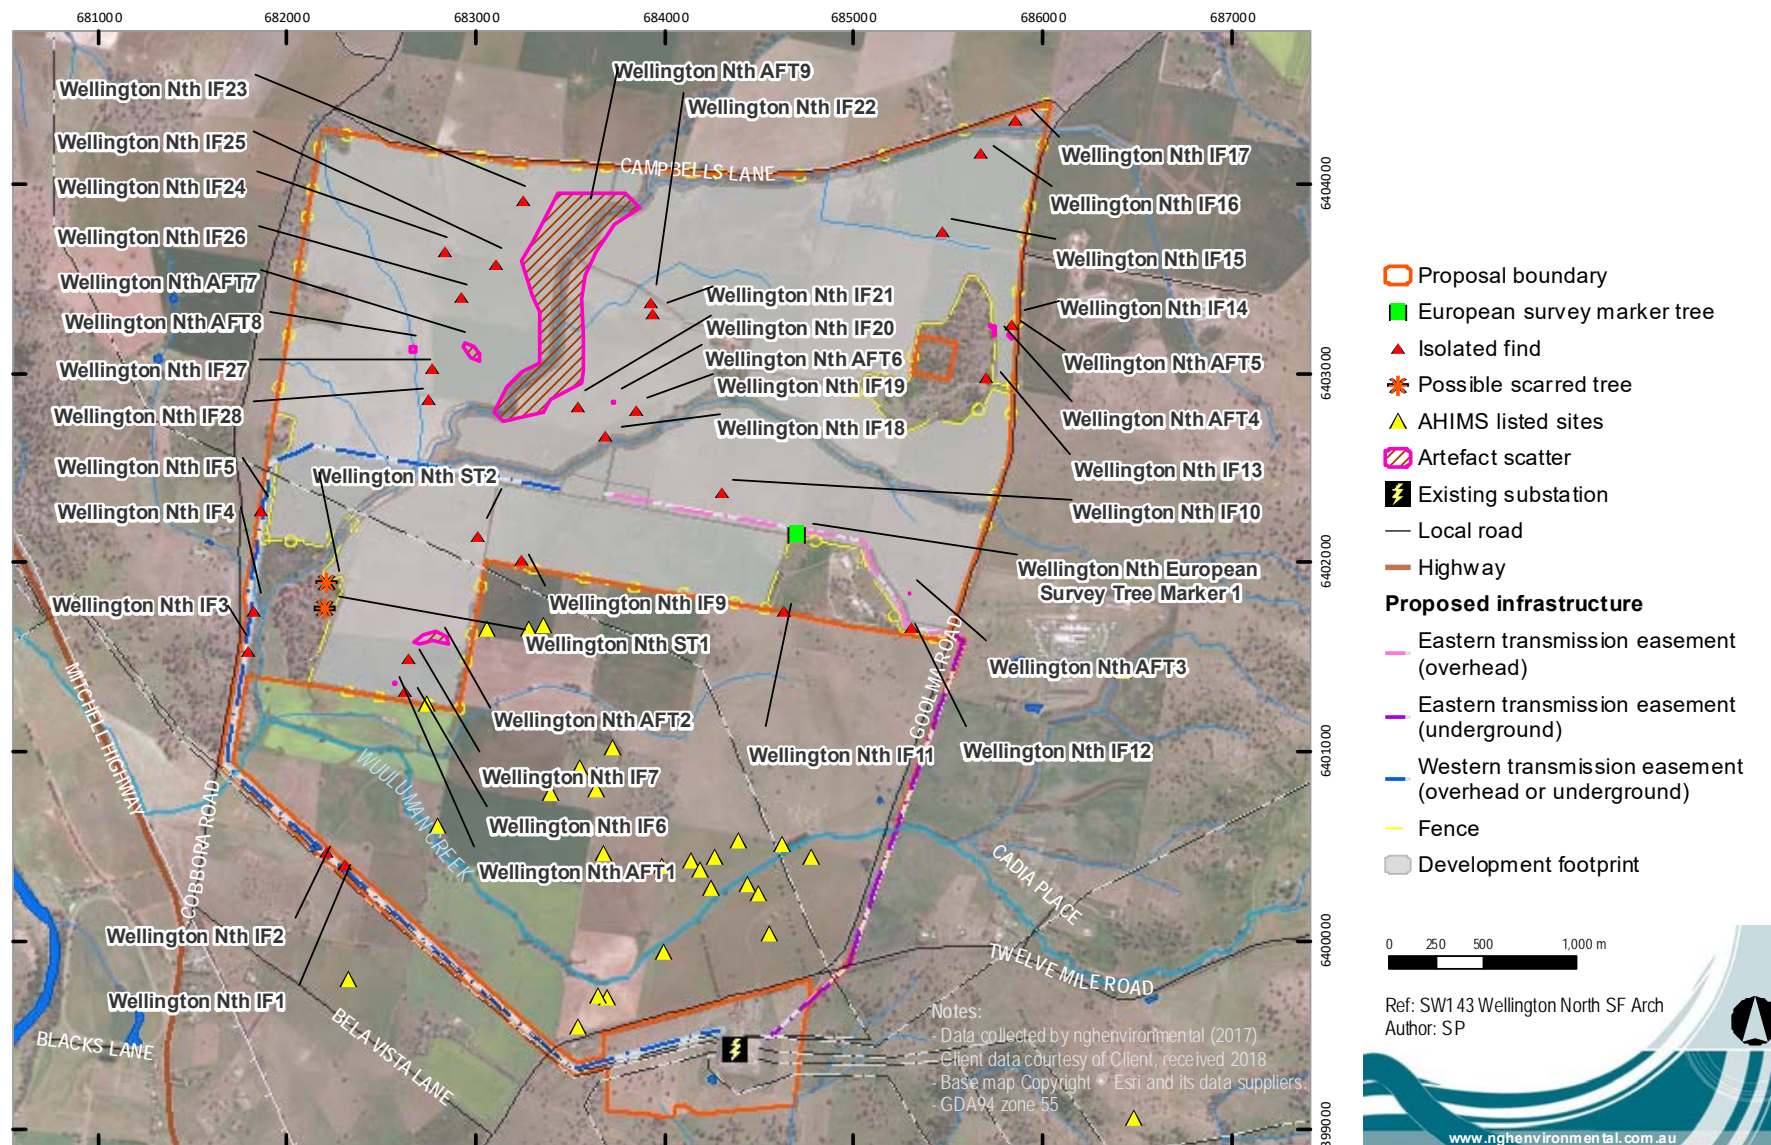 681000
682000
683000
684000
685000
686000
687000
Wellington Nth IF23
Wellington Nth IF25
Wellington Nth IF24
Wellington Nth IF26
Wellington Nth AFT7
Wellington Nth AFT8
Wellington Nth IF27
Wellington Nth IF28
Wellington Nth IF5
Wellington Nth ST2
Wellington Nth IF4
Wellington Nth IF3
Wellington Nth AFT9
Wellington Nth IF22
CAMPBELLS LANE
Wellington Nth IF17
Wellington Nth IF16
Wellington Nth IF15
Wellington Nth IF14
Wellington Nth AFT5
Wellington Nth AFT4
Wellington Nth IF13
Wellington Nth IF10
Wellington Nth IF21
Wellington Nth IF20
Wellington Nth AFT6
Wellington Nth IF19
Wellington Nth IF18
Wellington Nth European
Survey Tree Marker 1
Wellington Nth IF9
Wellington Nth ST1
Wellington Nth AFT3
Wellington Nth AFT2
Wellington Nth IF11
Wellington Nth IF12
Wellington Nth IF7
Wellington Nth IF6
Wellington Nth AFT1
Wellington Nth IF2
Wellington Nth IF1
MITCHELL HIGHWAY
COBBORA ROAD
WUULUMAN CREEK
GOOLMA ROAD
CADIA PLACE
TWELVE MILE ROAD
BELA VISTA LANE
BLACKS LANE
6404000
6403000
6402000
6401000
6400000
399000
Notes:
- Data collected by nghenvironmental (2017)
- Client data courtesy of Client, received 2018
- Base map Copyright © Esri and its data suppliers.
- GDA94 zone 55
Proposal boundary
European survey marker tree
Isolated find
Possible scarred tree
AHIMS listed sites
Artefact scatter
Existing substation
Local road
Highway
Proposed infrastructure
Eastern transmission easement
(overhead)
Eastern transmission easement
(underground)
Western transmission easement
(overhead or underground)
Fence
Development footprint
0 250 500 1,000 m
Ref: SW143 Wellington North SF Arch
Author: SP
www.nghenvironmental.com.au